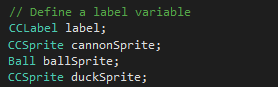 // Define a label variable
CCLabel label;
CCSprite cannonSprite;
Ball ballSprite;
CCSprite duckSprite;